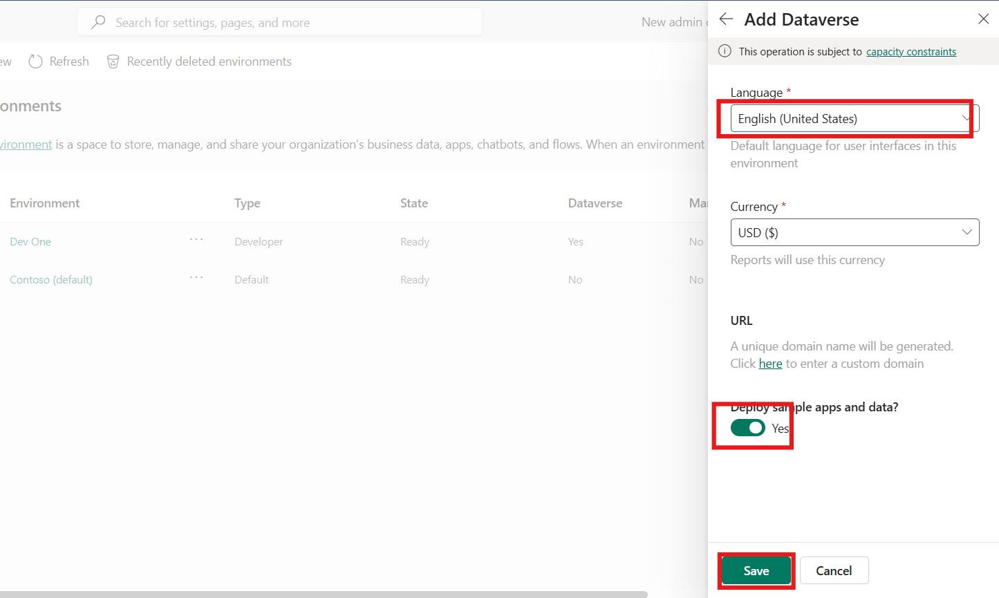 Search for settings, pages, and more
New admin
Refresh
Recently deleted environments
onments
vironment is a space to store, manage, and share your organization's business data, apps, chatbots, and flows. When an environment
Environment Type State Dataverse Ma
Dev One ... Developer Ready Yes No
Contoso (default) ... Default Ready No No
Add Dataverse
This operation is subject to capacity constraints
Language *
English (United States)
Default language for user interfaces in this
environment
Currency *
USD ($)
Reports will use this currency
URL
A unique domain name will be generated.
Click here to enter a custom domain
Deploy sample apps and data?
Yes
Save
Cancel